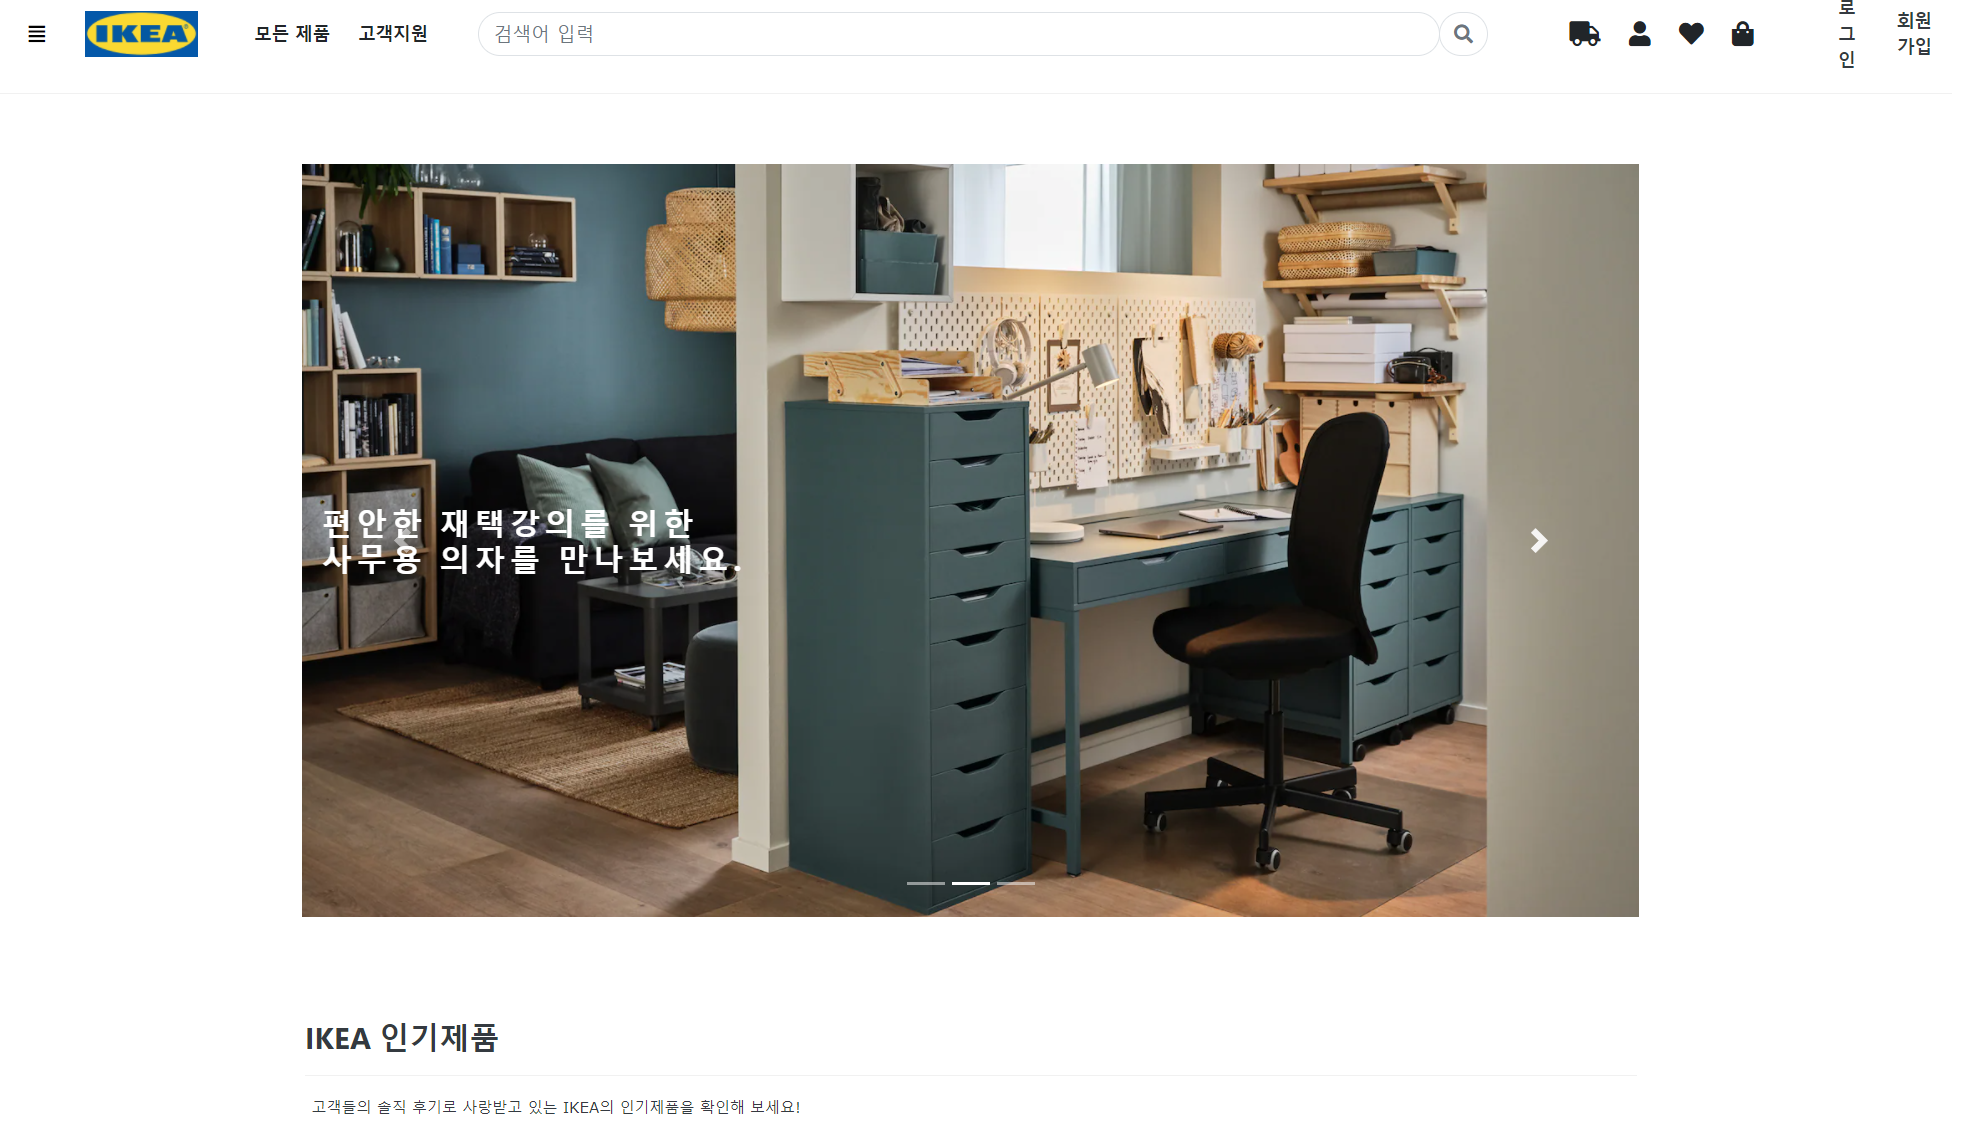 IKEA
모든 제품
고객지원
검색어 입력
로
그
인
회원
가입
편안한 재택강의를 위한
사무용 의자를 만나보세요.
IKEA 인기제품
고객들의 솔직 후기로 사랑받고 있는 IKEA의 인기제품을 확인해 보세요!